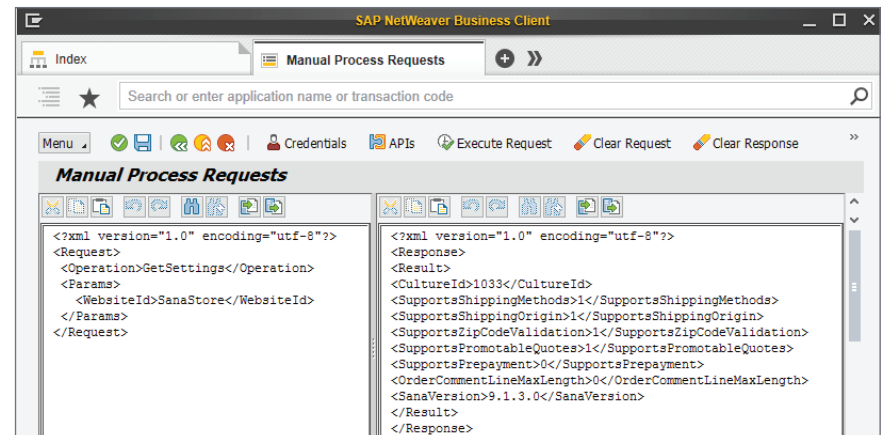 SAP NetWeaver Business Client
Index
Manual Process Requests
Search or enter application name or transaction code
Menu
Credentials
APIs
Execute Request
Clear Request
Clear Response
Manual Process Requests
<?xml version="1.0" encoding="utf-8"?>
<Request>
<Operation>GetSettings</Operation>
<Params>
<WebsiteId>SanaStore</WebsiteId>
</Params>
</Request>
<?xml version="1.0" encoding="utf-8"?>
<Response>
<Result>
<CultureId>1033</CultureId>
<SupportsShippingMethods>1</SupportsShippingMethods>
<SupportsShippingOrigin>1</SupportsShippingOrigin>
<SupportsZipCodeValidation>1</SupportsZipCodeValidation>
<SupportsPromotableQuotes>1</SupportsPromotableQuotes>
<SupportsPrepayment>0</SupportsPrepayment>
<OrderCommentLineMaxLength>0</OrderCommentLineMaxLength>
<SanaVersion>9.1.3.0</SanaVersion>
</Result>
</Response>